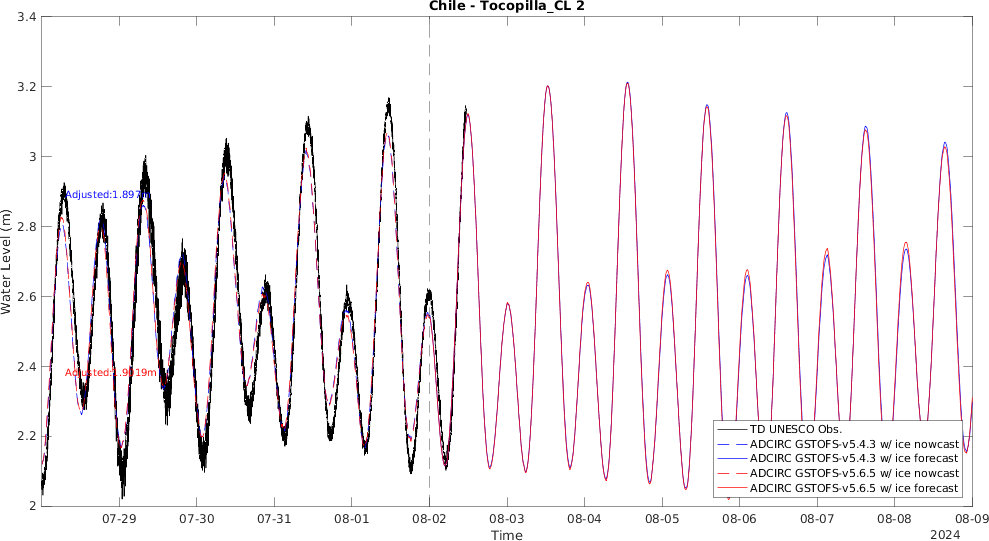 Chile - Tocopilla_CL 2
3.4
3.2
3
2.8
2.6
2.4
2.2
2
Water Level (m)
Adjusted:1.897
Adjusted:1.9019m
TD UNESCO Obs.
ADCIRC GSTOFS-v5.4.3 w/ ice nowcast
ADCIRC GSTOFS-v5.4.3 w/ ice forecast
ADCIRC GSTOFS-v5.6.5 w/ ice nowcast
ADCIRC GSTOFS-v5.6.5 w/ ice forecast
07-29 07-30 07-31 08-01 08-02 08-03 08-04 08-05 08-06 08-07 08-08 08-09
Time
2024